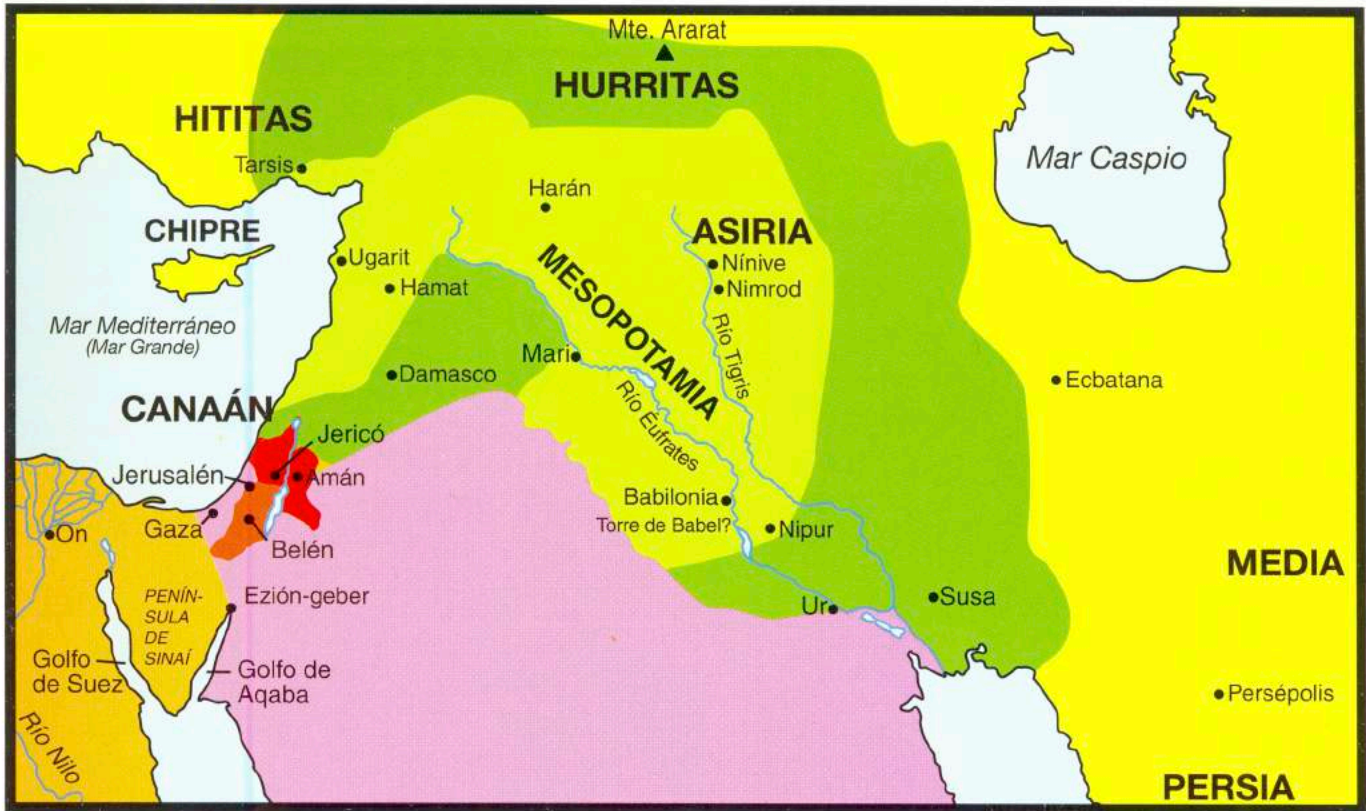 Mte. Ararat
HURRITAS
HITITAS
Tarsis
Mar Caspio
Harán
CHIPRE
ASIRIA
Ugarit
Nínive
Hamat
Nimrod
MESOPOTAMIA
Mar Mediterráneo
(Mar Grande)
Río Tigris
Mari
Damasco
Ecbatana
CANAÁN
Río Éufrates
Jericó
Jerusalén
Amán
Babilonia
Torre de Babel?
Nipur
Gaza
On
Belén
MEDIA
Ezión-geber
PENÍN-
SULA
DE
SINAÍ
Ur
Susa
Golfo
de Suez
Golfo de
Aqaba
Persépolis
Río Nilo
PERSIA